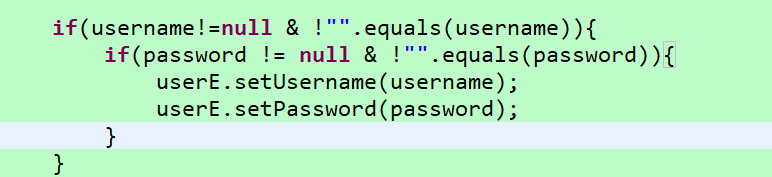 if(username!=null & !"".equals(username)){
if(password != null & !"".equals(password)){
userE.setUsername(username);
userE.setPassword(password);
}
}